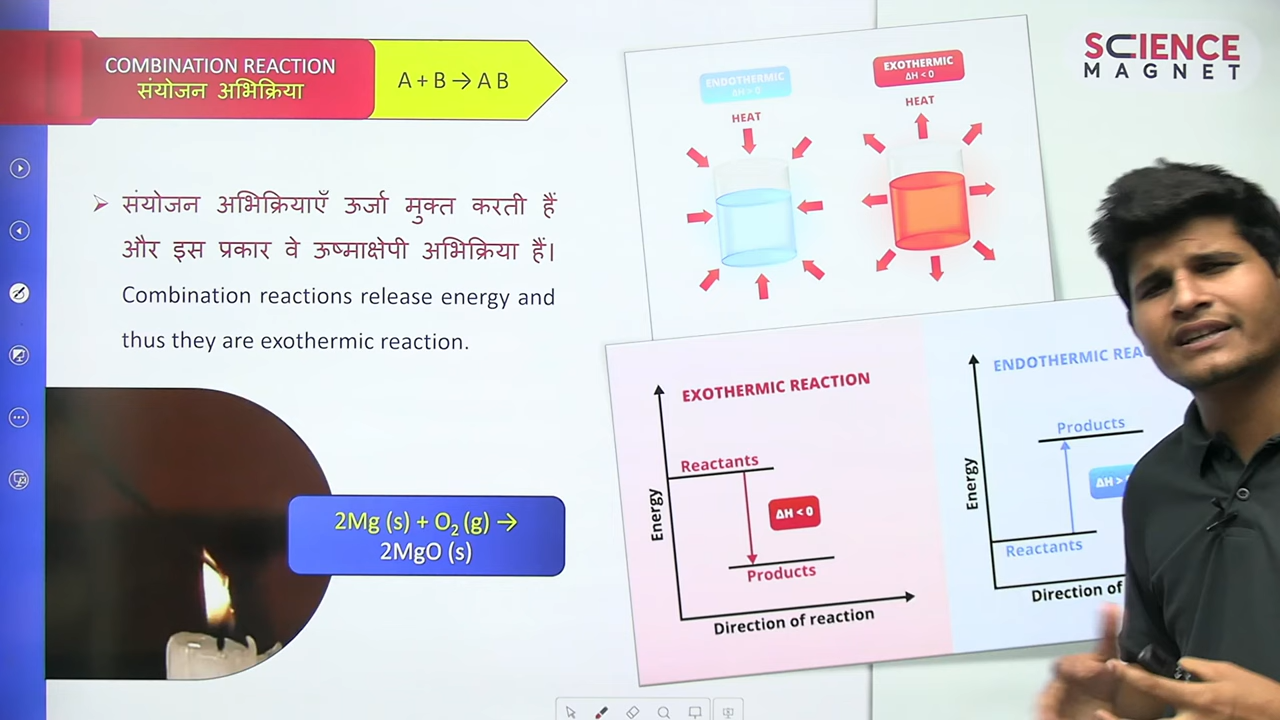 COMBINATION REACTION
संयोजन अभिक्रिया
A + B → A B
संयोजन अभिक्रियाएँ ऊर्जा मुक्त करती हैं
और इस प्रकार वे ऊष्माक्षेपी अभिक्रिया हैं।
Combination reactions release energy and
thus they are exothermic reaction.
2Mg (s) + O₂ (g) →
2MgO (s)
ENDOTHERMIC
ΔH > 0
HEAT
EXOTHERMIC
ΔH < 0
HEAT
SCIENCE
MAGNET
EXOTHERMIC REACTION
Energy
Reactants
ΔH < 0
Products
Direction of reaction
ENDOTHERMIC
Energy
Products
ΔH >
Reactants
Direction of